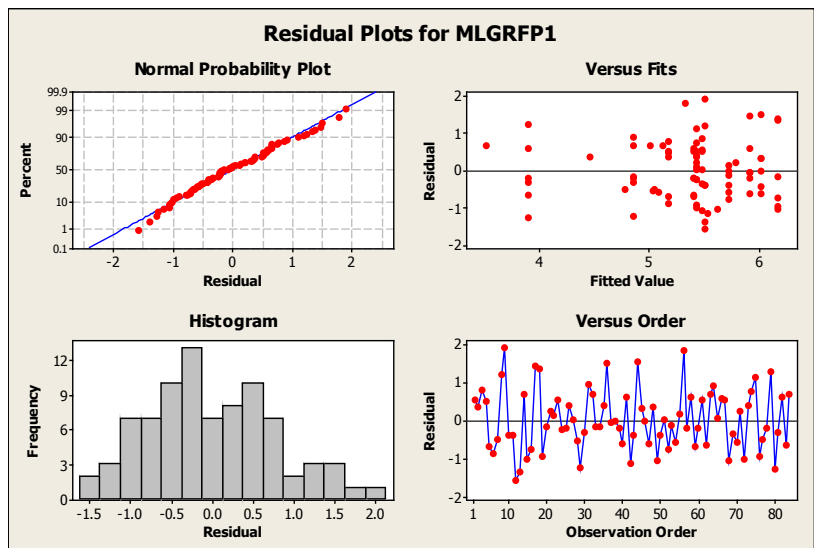 Residual Plots for MLGRFP1
Normal Probability Plot
99.9
99
90
50
10
1
0.1
Percent
-2 -1 0 1 2
Residual
Versus Fits
2
1
0
-1
-2
Residual
4 5 6
Fitted Value
Histogram
12
9
6
3
0
Frequency
-1.5 -1.0 -0.5 0.0 0.5 1.0 1.5 2.0
Residual
Versus Order
2
1
0
-1
-2
Residual
1 10 20 30 40 50 60 70 80
Observation Order